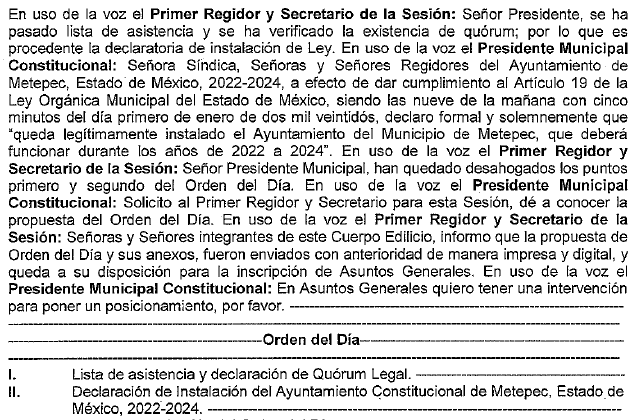 En uso de la voz el Primer Regidor y Secretario de la Sesión: Señor Presidente, se ha
pasado lista de asistencia y se ha verificado la existencia de quórum; por lo que es
procedente la declaratoria de instalación de Ley. En uso de la voz el Presidente Municipal
Constitucional: Señora Síndica, Señoras y Señores Regidores del Ayuntamiento de
Metepec, Estado de México, 2022-2024, a efecto de dar cumplimiento al Artículo 19 de la
Ley Orgánica Municipal del Estado de México, siendo las nueve de la mañana con cinco
minutos del día primero de enero de dos mil veintidós, declaro formal y solemnemente que
“queda legítimamente instalado el Ayuntamiento del Municipio de Metepec, que deberá
funcionar durante los años de 2022 a 2024”. En uso de la voz el Primer Regidor y
Secretario de la Sesión: Señor Presidente Municipal, han quedado desahogados los puntos
primero y segundo del Orden del Día. En uso de la voz el Presidente Municipal
Constitucional: Solicito al Primer Regidor y Secretario para esta Sesión, dé a conocer la
propuesta del Orden del Día. En uso de la voz el Primer Regidor y Secretario de la
Sesión: Señoras y Señores integrantes de este Cuerpo Edilicio, informo que la propuesta de
Orden del Día y sus anexos, fueron enviados con anterioridad de manera impresa y digital, y
queda a su disposición para la inscripción de Asuntos Generales. En uso de la voz el
Presidente Municipal Constitucional: En Asuntos Generales quiero tener una intervención
para poner un posicionamiento, por favor.
Orden del Día
I. Lista de asistencia y declaración de Quórum Legal.
II. Declaración de Instalación del Ayuntamiento Constitucional de Metepec, Estado de
México, 2022-2024.